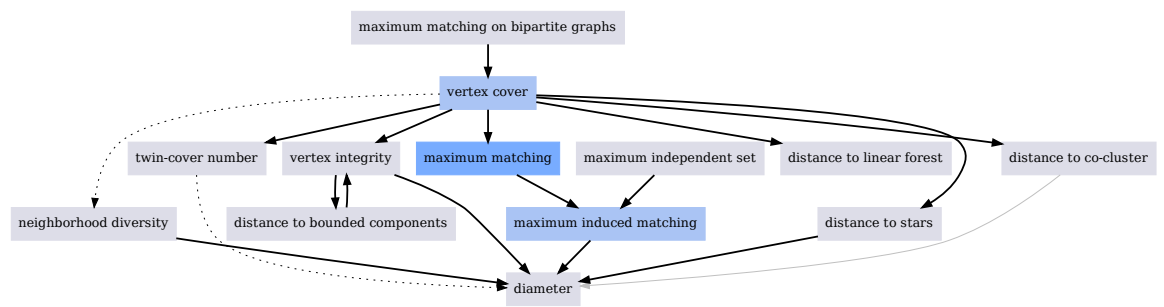 maximum matching on bipartite graphs
vertex cover
twin-cover number
vertex integrity
maximum matching
maximum independent set
distance to linear forest
distance to co-cluster
neighborhood diversity
distance to bounded components
maximum induced matching
distance to stars
diameter